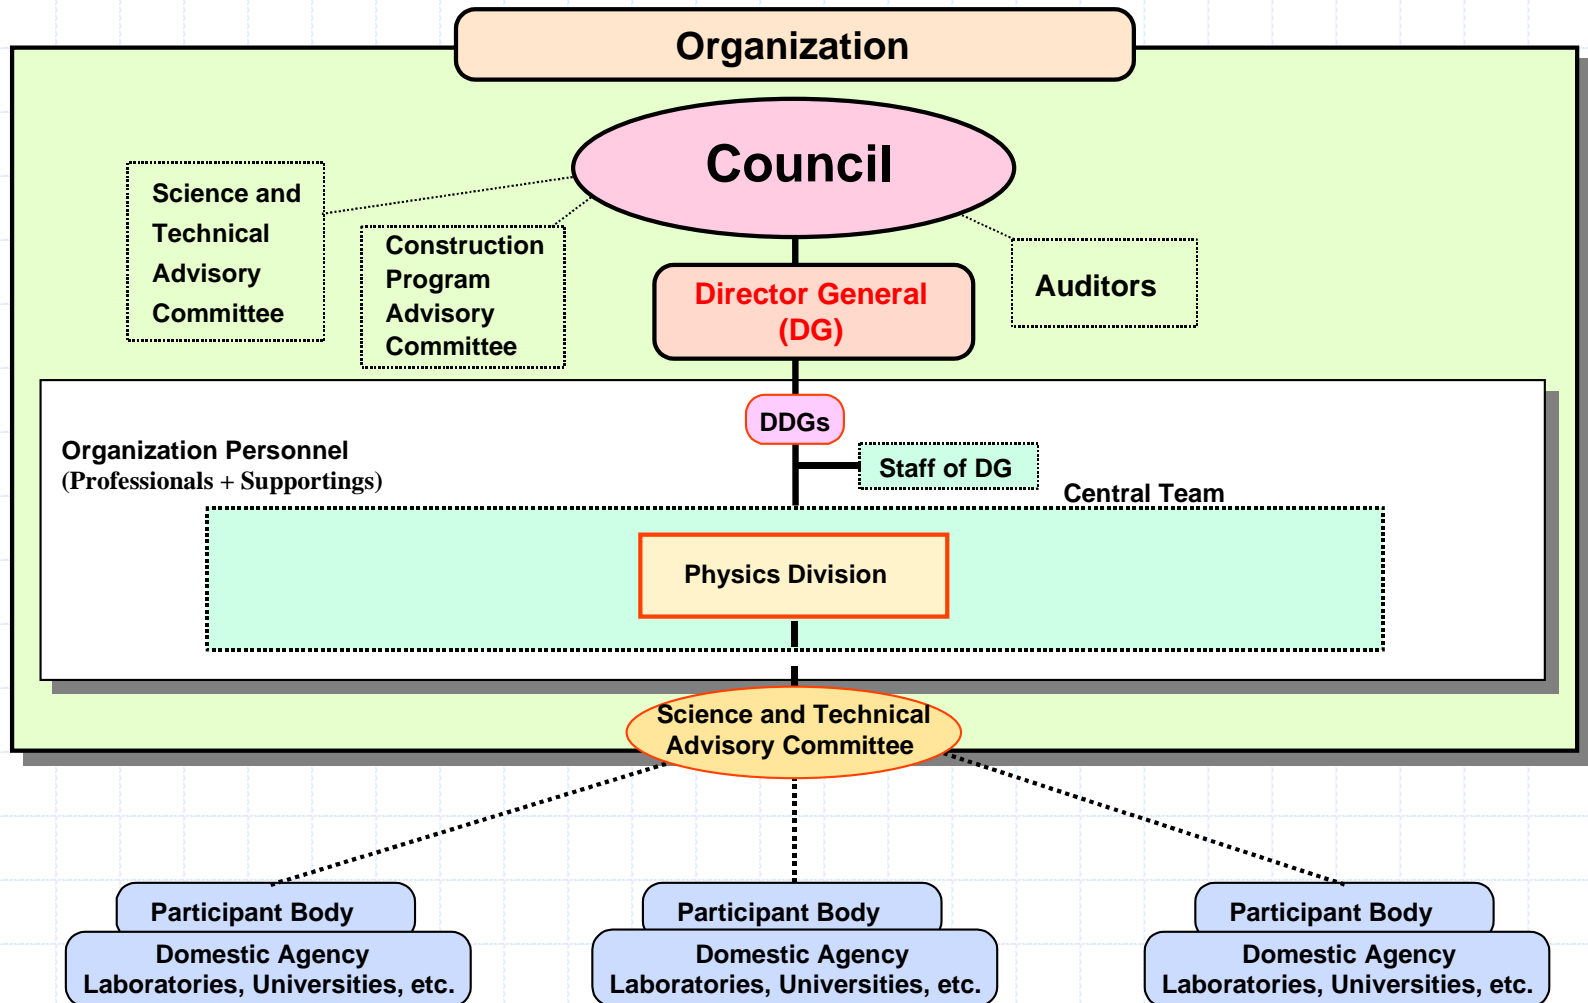 Organization
Council
Science and
Technical
Advisory
Committee
Construction
Program
Advisory
Committee
Director General
(DG)
Auditors
DDGs
Organization Personnel
(Professionals + Supportings)
Staff of DG
Central Team
Physics Division
Science and Technical
Advisory Committee
Participant Body
Domestic Agency
Laboratories, Universities, etc.
Participant Body
Domestic Agency
Laboratories, Universities, etc.
Participant Body
Domestic Agency
Laboratories, Universities, etc.